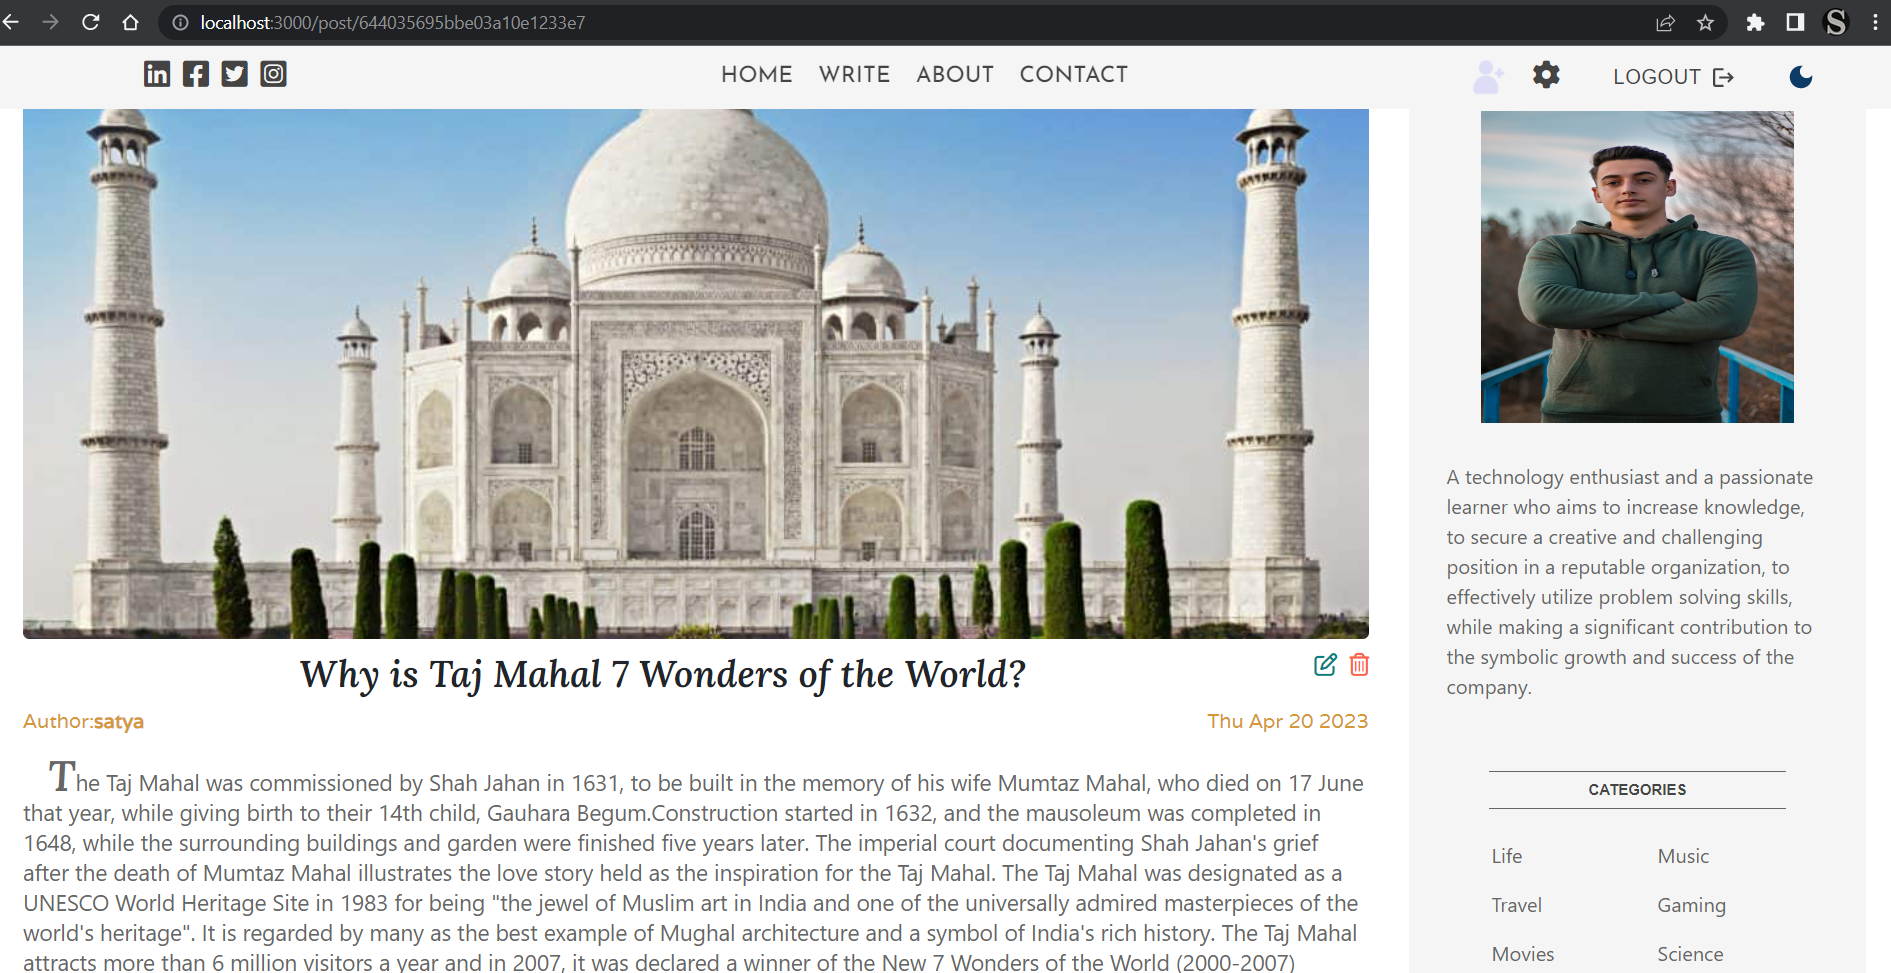 localhost:3000/post/644035695bbe03a10e1233e7
HOME WRITE ABOUT CONTACT
LOGOUT
Why is Taj Mahal 7 Wonders of the World?
Author:satya
Thu Apr 20 2023
The Taj Mahal was commissioned by Shah Jahan in 1631, to be built in the memory of his wife Mumtaz Mahal, who died on 17 June
that year, while giving birth to their 14th child, Gauhara Begum.Construction started in 1632, and the mausoleum was completed in
1648, while the surrounding buildings and garden were finished five years later. The imperial court documenting Shah Jahan's grief
after the death of Mumtaz Mahal illustrates the love story held as the inspiration for the Taj Mahal. The Taj Mahal was designated as a
UNESCO World Heritage Site in 1983 for being "the jewel of Muslim art in India and one of the universally admired masterpieces of the
world's heritage". It is regarded by many as the best example of Mughal architecture and a symbol of India's rich history. The Taj Mahal
attracts more than 6 million visitors a year and in 2007, it was declared a winner of the New 7 Wonders of the World (2000-2007)
A technology enthusiast and a passionate
learner who aims to increase knowledge,
to secure a creative and challenging
position in a reputable organization, to
effectively utilize problem solving skills,
while making a significant contribution to
the symbolic growth and success of the
company.
CATEGORIES
Life Music
Travel Gaming
Movies Science